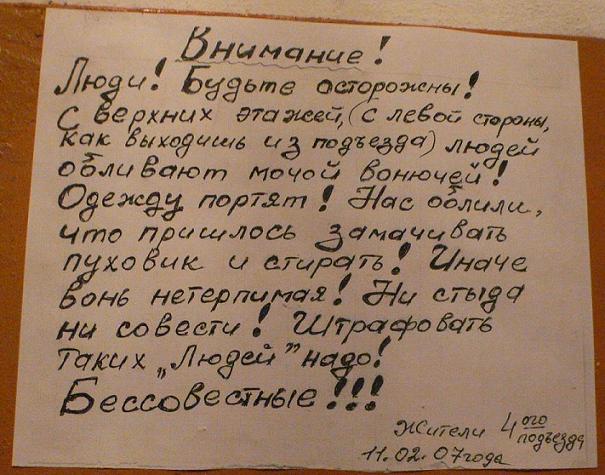 Внимание!
Люди! Будьте осторожны!
С верхних этажей, (с левой стороны,
как выходишь из подъезда) людей
обливают мочой вонючей!
Одежду портят! Нас облили,
что пришлось замачивать
пуховик и стирать! Иначе
вонь нетерпимая! Ни стыда
ни совести! Штрафовать
таких „Людей” надо!
Бессовестные!!!
Жители 4ого подъезда
11.02.07года